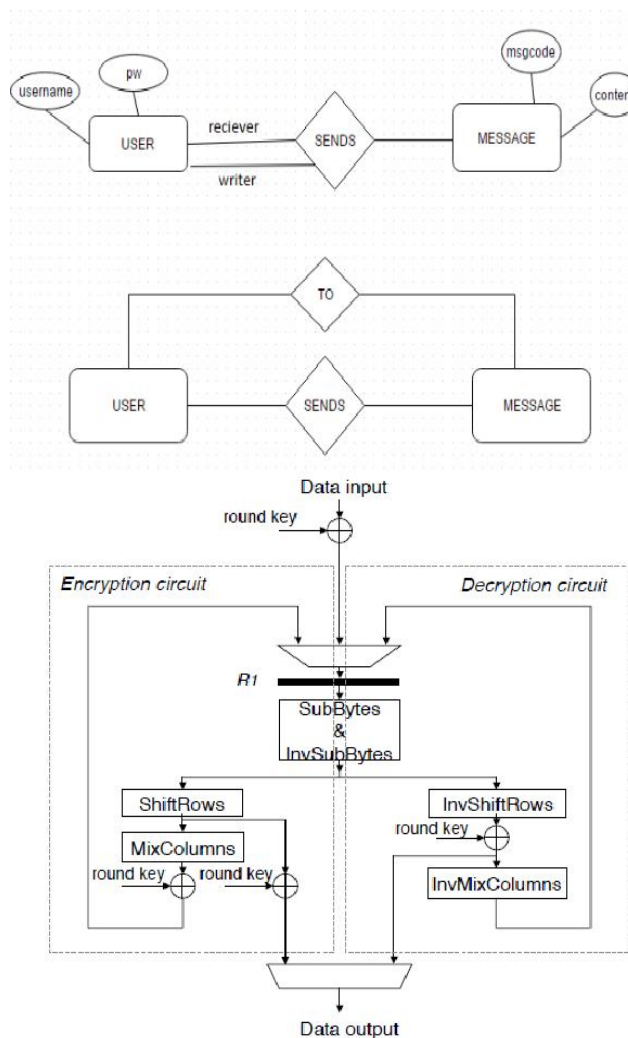 pw
msgcode
username
conten
USER
reciever
SENDS
MESSAGE
writer
TO
USER
SENDS
MESSAGE
Data input
round key
Encryption circuit
Decryption circuit
R1
SubBytes
&
InvSubBytes
ShiftRows
InvShiftRows
round key
MixColumns
round key
round key
InvMixColumns
Data output